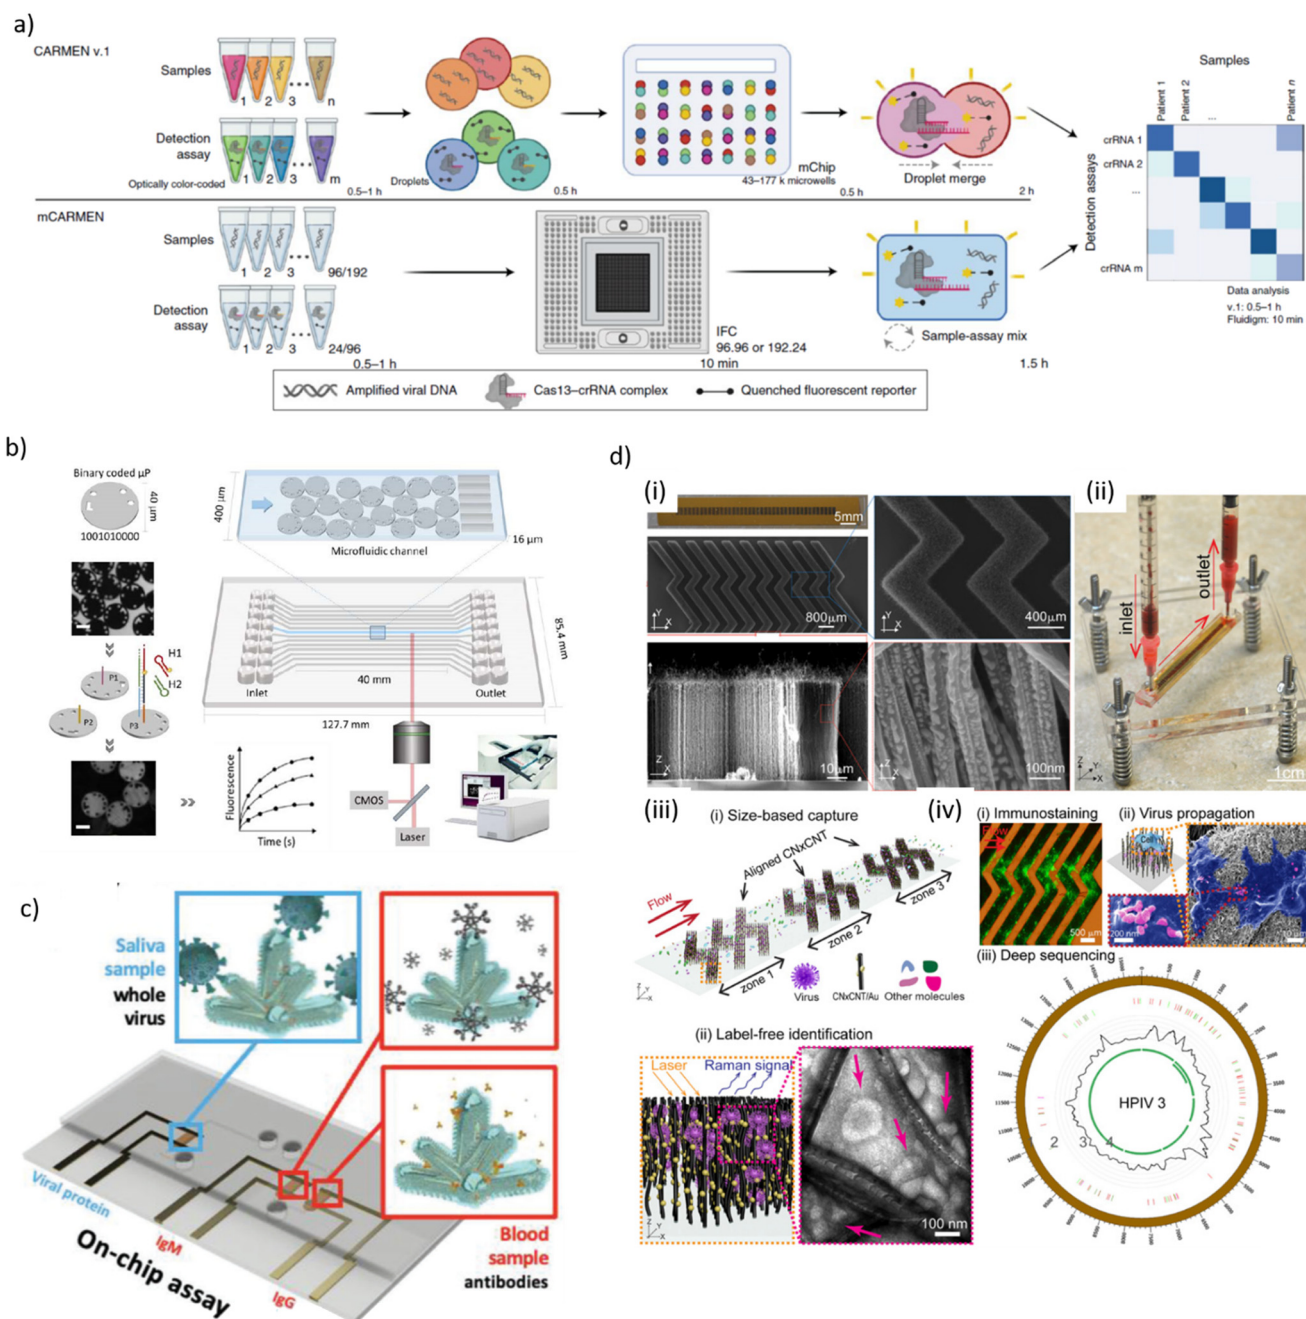 a)
CARMEN v.1
Samples
1 2 3 n
Detection
assay
Optically color-coded
1 2 3 m
0.5–1 h
Droplets
0.5 h
mChip
43–177 k microwells
0.5 h
Droplet merge
2 h
Samples
Patient 1
Patient 2
...
Patient n
Detection assays
crRNA 1
crRNA 2
...
crRNA m
Data analysis
v.1: 0.5–1 h
Fluidigm: 10 min
mCARMEN
Samples
1 2 3 96/192
Detection
assay
1 2 3 24/96
0.5–1 h
IFC
96.96 or 192.24
10 min
Sample-assay mix
1.5 h
Amplified viral DNA
Cas13–crRNA complex
Quenched fluorescent reporter
b)
Binary coded µP
40 µm
L
1001010000
400 µm
Microfluidic channel
16 µm
P1
H1
H2
P2
P3
Inlet
40 mm
Outlet
85.4 mm
127.7 mm
Fluorescence
Time (s)
CMOS
Laser
c)
Saliva
sample
whole
virus
Viral protein
IgM
IgG
On-chip assay
Blood
sample
antibodies
d)
(i)
5mm
800µm
Y
X
400µm
Y
X
10µm
Z
X
100nm
Z
X
(ii)
inlet
outlet
1cm
Z
Y
X
(iii)
(i) Size-based capture
Aligned CNxCNT
Flow
zone 1
zone 2
zone 3
Virus
CNxCNT/Au
Other molecules
(ii) Label-free identification
Laser
Raman signal
Z
Y
X
100 nm
(iv)
(i) Immunostaining
Flow
500 µm
(ii) Virus propagation
Cell
200 nm
(iii) Deep sequencing
HPIV 3
2 3 4